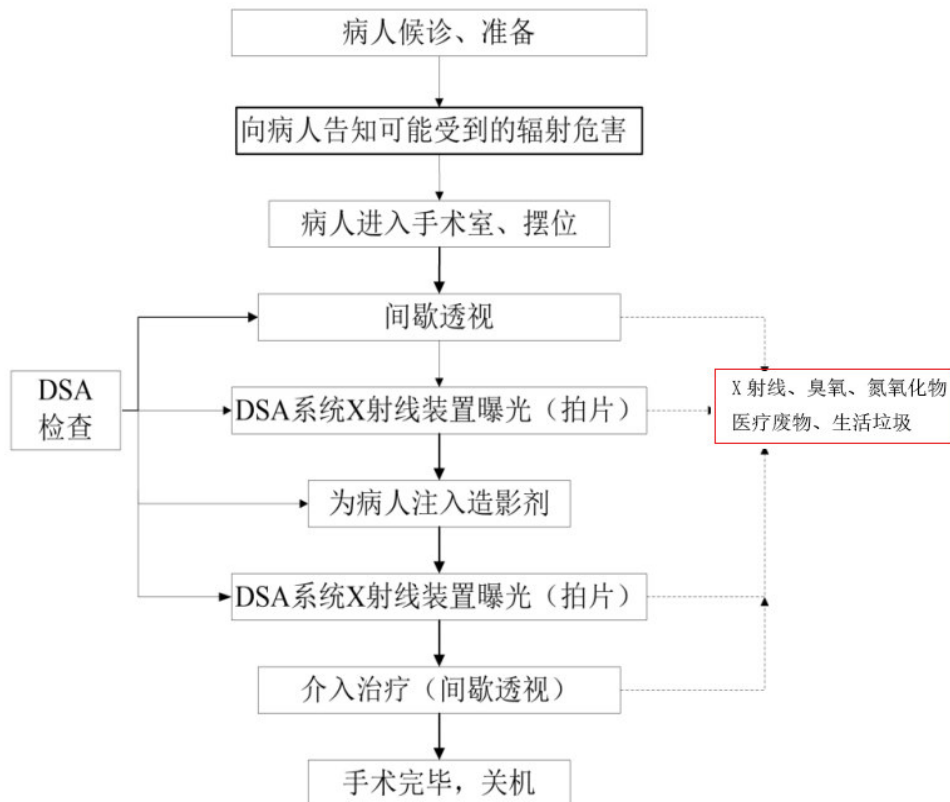 病人候诊、准备
向病人告知可能受到的辐射危害
病人进入手术室、摆位
间歇透视
DSA
检查
DSA系统X射线装置曝光（拍片）
X 射线、臭氧、氮氧化物
医疗废物、生活垃圾
为病人注入造影剂
DSA系统X射线装置曝光（拍片）
介入治疗（间歇透视）
手术完毕，关机